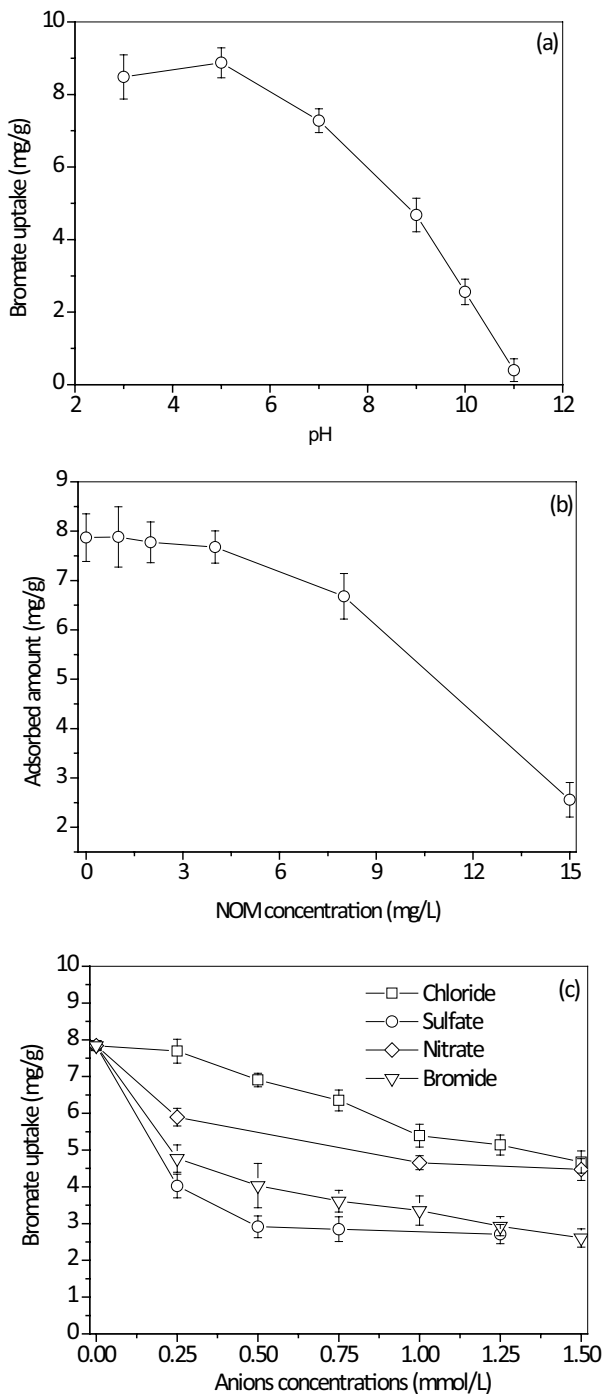 (a)
10
8
6
4
2
0
Bromate uptake (mg/g)
2 4 6 8 10 12
pH
(b)
9
8
7
6
5
4
3
2
Adsorbed amount (mg/g)
0 3 6 9 12 15
NOM concentration (mg/L)
(c)
10
9
8
7
6
5
4
3
2
1
0
Bromate uptake (mg/g)
Chloride
Sulfate
Nitrate
Bromide
0.00 0.25 0.50 0.75 1.00 1.25 1.50
Anions concentrations (mmol/L)